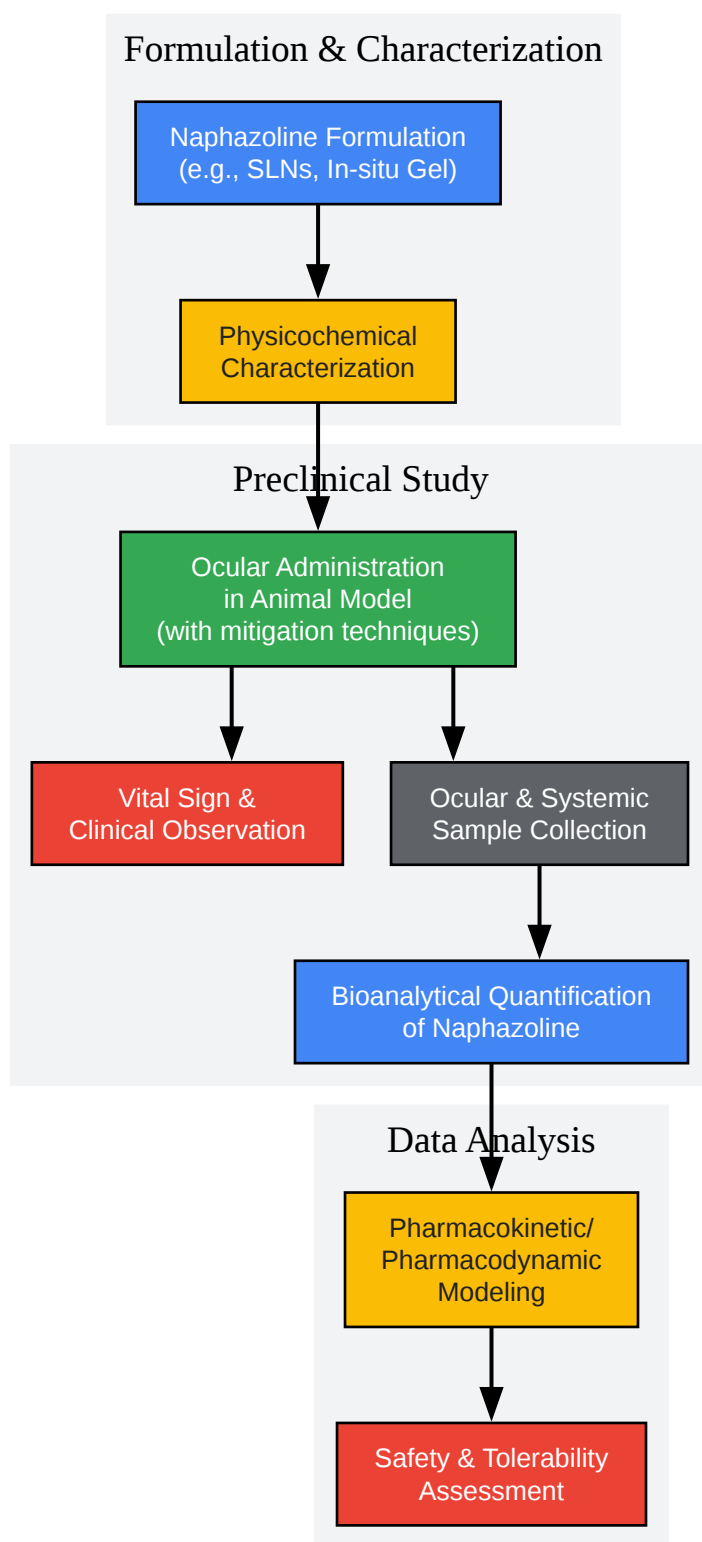 Formulation & Characterization
Naphazoline Formulation
(e.g., SLNs, In-situ Gel)
Physicochemical
Characterization
Preclinical Study
Ocular Administration
in Animal Model
(with mitigation techniques)
Vital Sign &
Clinical Observation
Ocular & Systemic
Sample Collection
Bioanalytical Quantification
of Naphazoline
Data Analysis
Pharmacokinetic/
Pharmacodynamic
Modeling
Safety & Tolerability
Assessment